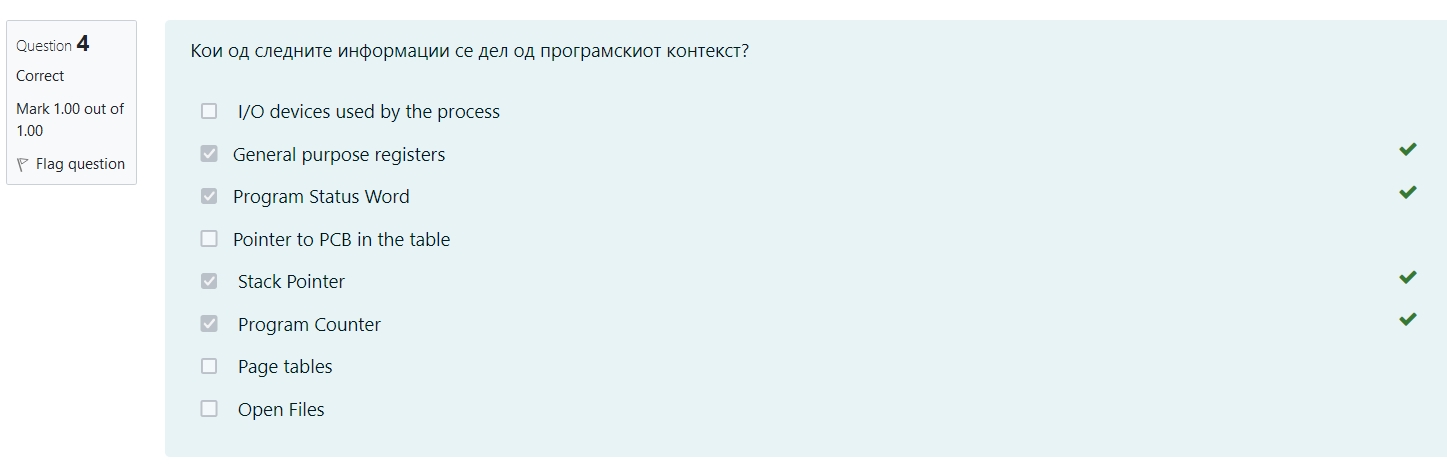 Question 4
Correct
Mark 1.00 out of
1.00
Flag question
Кои од следните информации се дел од програмскиот контекст?
I/O devices used by the process
General purpose registers
Program Status Word
Pointer to PCB in the table
Stack Pointer
Program Counter
Page tables
Open Files